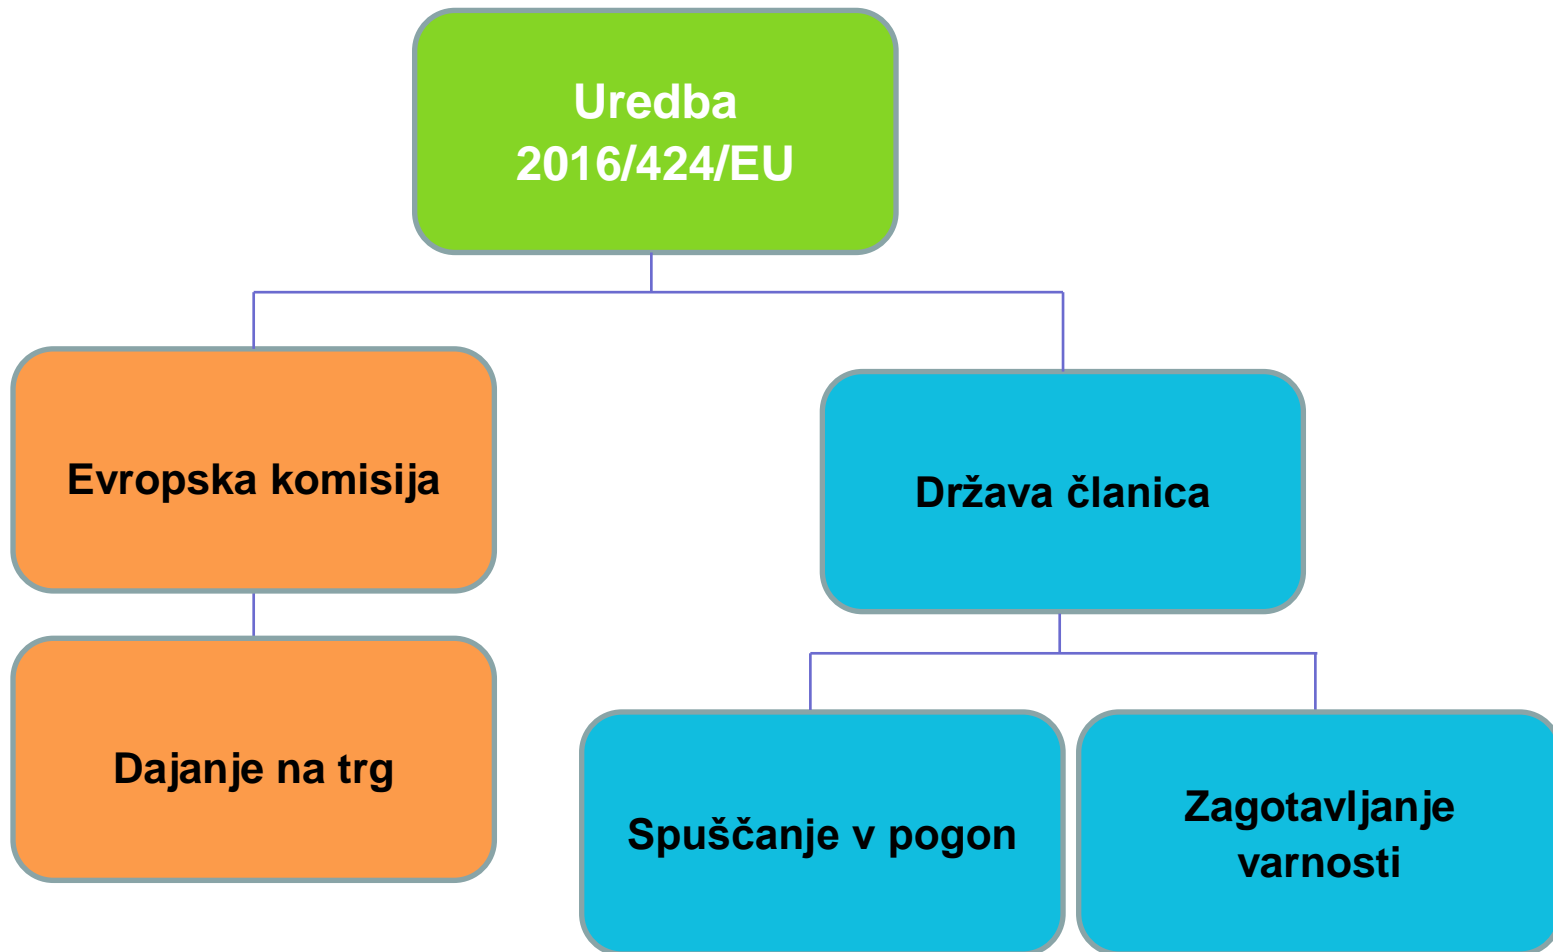 Uredba
2016/424/EU
Evropska komisija
Država članica
Dajanje na trg
Spuščanje v pogon
Zagotavljanje
varnosti